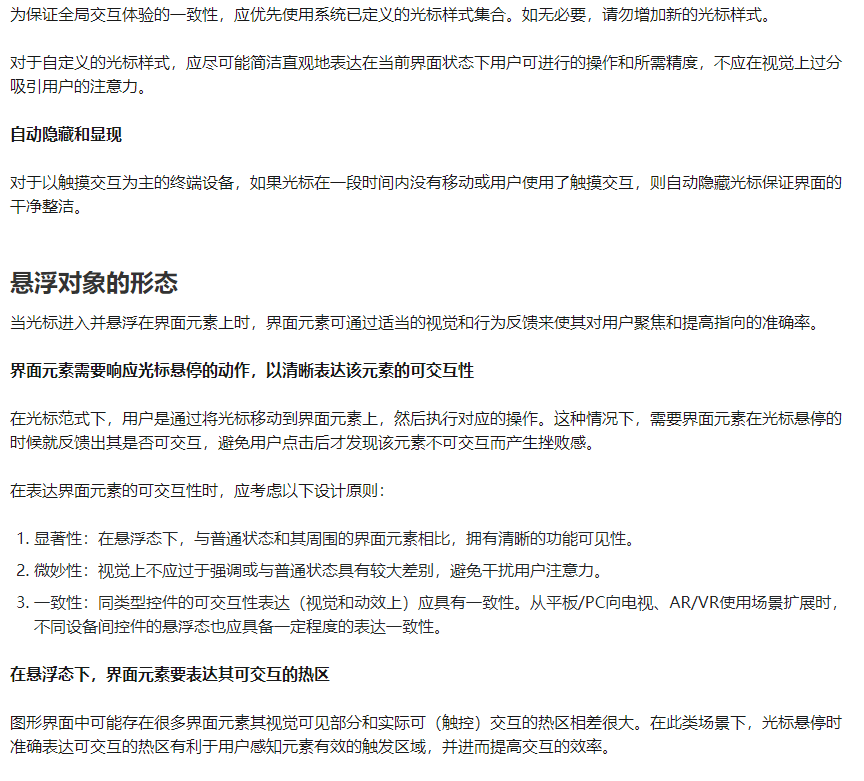 为保证全局交互体验的一致性，应优先使用系统已定义的光标样式集合。如无必要，请勿增加新的光标样式。
对于自定义的光标样式，应尽可能简洁直观地表达在当前界面状态下用户可进行的操作和所需精度，不应在视觉上过分
吸引用户的注意力。
自动隐藏和显现
对于以触摸交互为主的终端设备，如果光标在一段时间内没有移动或用户使用了触摸交互，则自动隐藏光标保证界面的
干净整洁。
悬浮对象的形态
当光标进入并悬浮在界面元素上时，界面元素可通过适当的视觉和行为反馈来使其对用户聚焦和提高指向的准确率。
界面元素需要响应光标悬停的动作，以清晰表达该元素的可交互性
在光标范式下，用户是通过将光标移动到界面元素上，然后执行对应的操作。这种情况下，需要界面元素在光标悬停的
时候就反馈出其是否可交互，避免用户点击后才发现该元素不可交互而产生挫败感。
在表达界面元素的可交互性时，应考虑以下设计原则：
1. 显著性：在悬浮态下，与普通状态和其周围的界面元素相比，拥有清晰的功能可见性。
2. 微妙性：视觉上不应过于强调或与普通状态具有较大差别，避免干扰用户注意力。
3. 一致性：同类型控件的可交互性表达（视觉和动效上）应具有一致性。从平板/PC向电视、AR/VR使用场景扩展时，
不同设备间控件的悬浮态也应具备一定程度的表达一致性。
在悬浮态下，界面元素要表达其可交互的热区
图形界面中可能存在很多界面元素其视觉可见部分和实际可（触控）交互的热区相差很大。在此类场景下，光标悬停时
准确表达可交互的热区有利于用户感知元素有效的触发区域，并进而提高交互的效率。